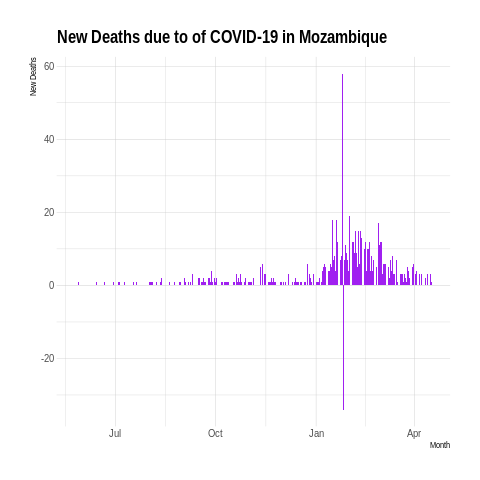 New Deaths due to of COVID-19 in Mozambique
New Deaths
60
40
20
0
-20
Jul Oct Jan Apr
Month